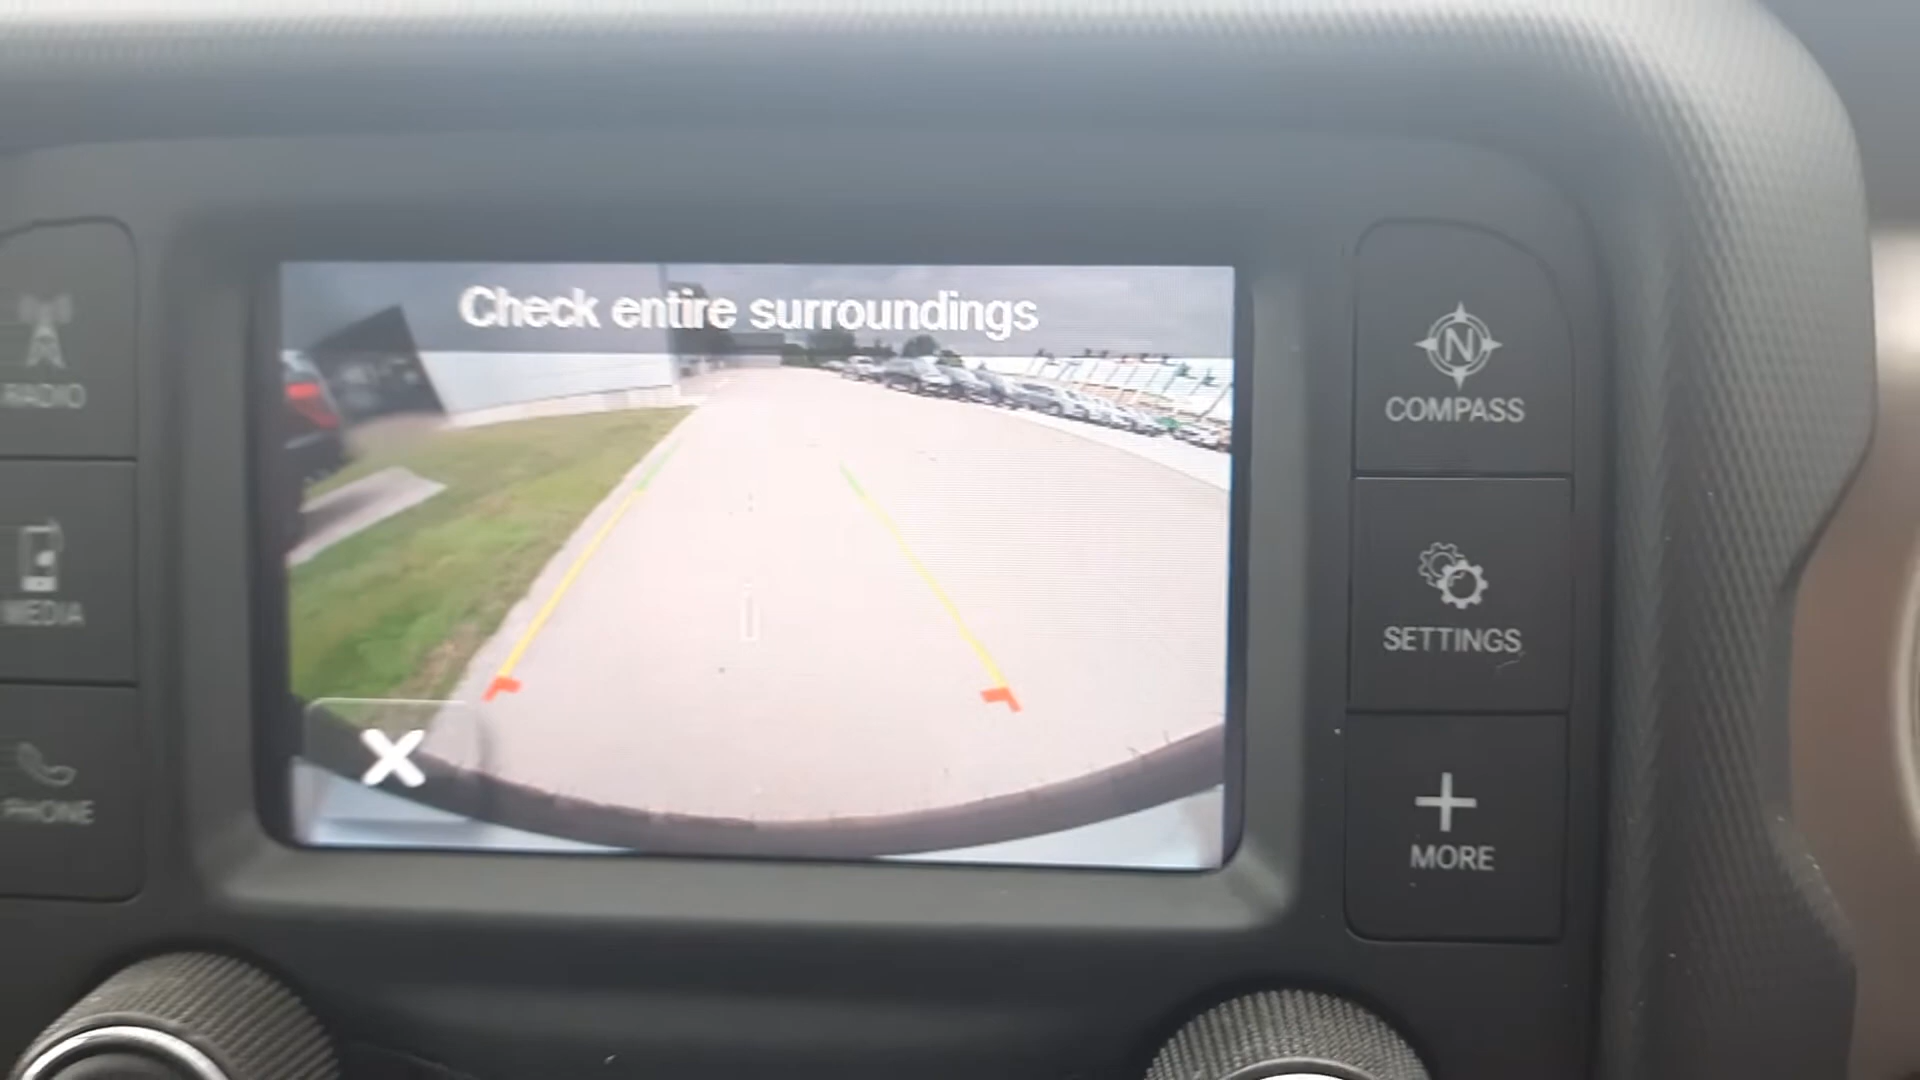 Check entire surroundings
RADIO
MEDIA
PHONE
N
COMPASS
SETTINGS
MORE